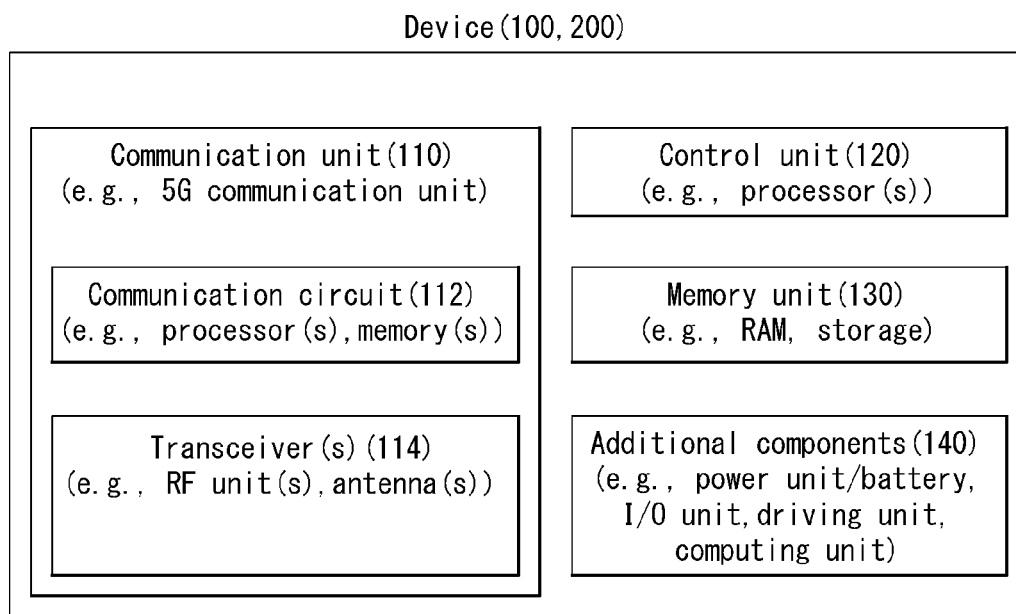 Device(100,200)
Communication unit(110)
(e.g., 5G communication unit)
Communication circuit(112)
(e.g., processor(s),memory(s))
Transceiver(s)(114)
(e.g., RF unit(s),antenna(s))
Control unit(120)
(e.g., processor(s))
Memory unit(130)
(e.g., RAM, storage)
Additional components(140)
(e.g., power unit/battery,
I/O unit,driving unit,
computing unit)